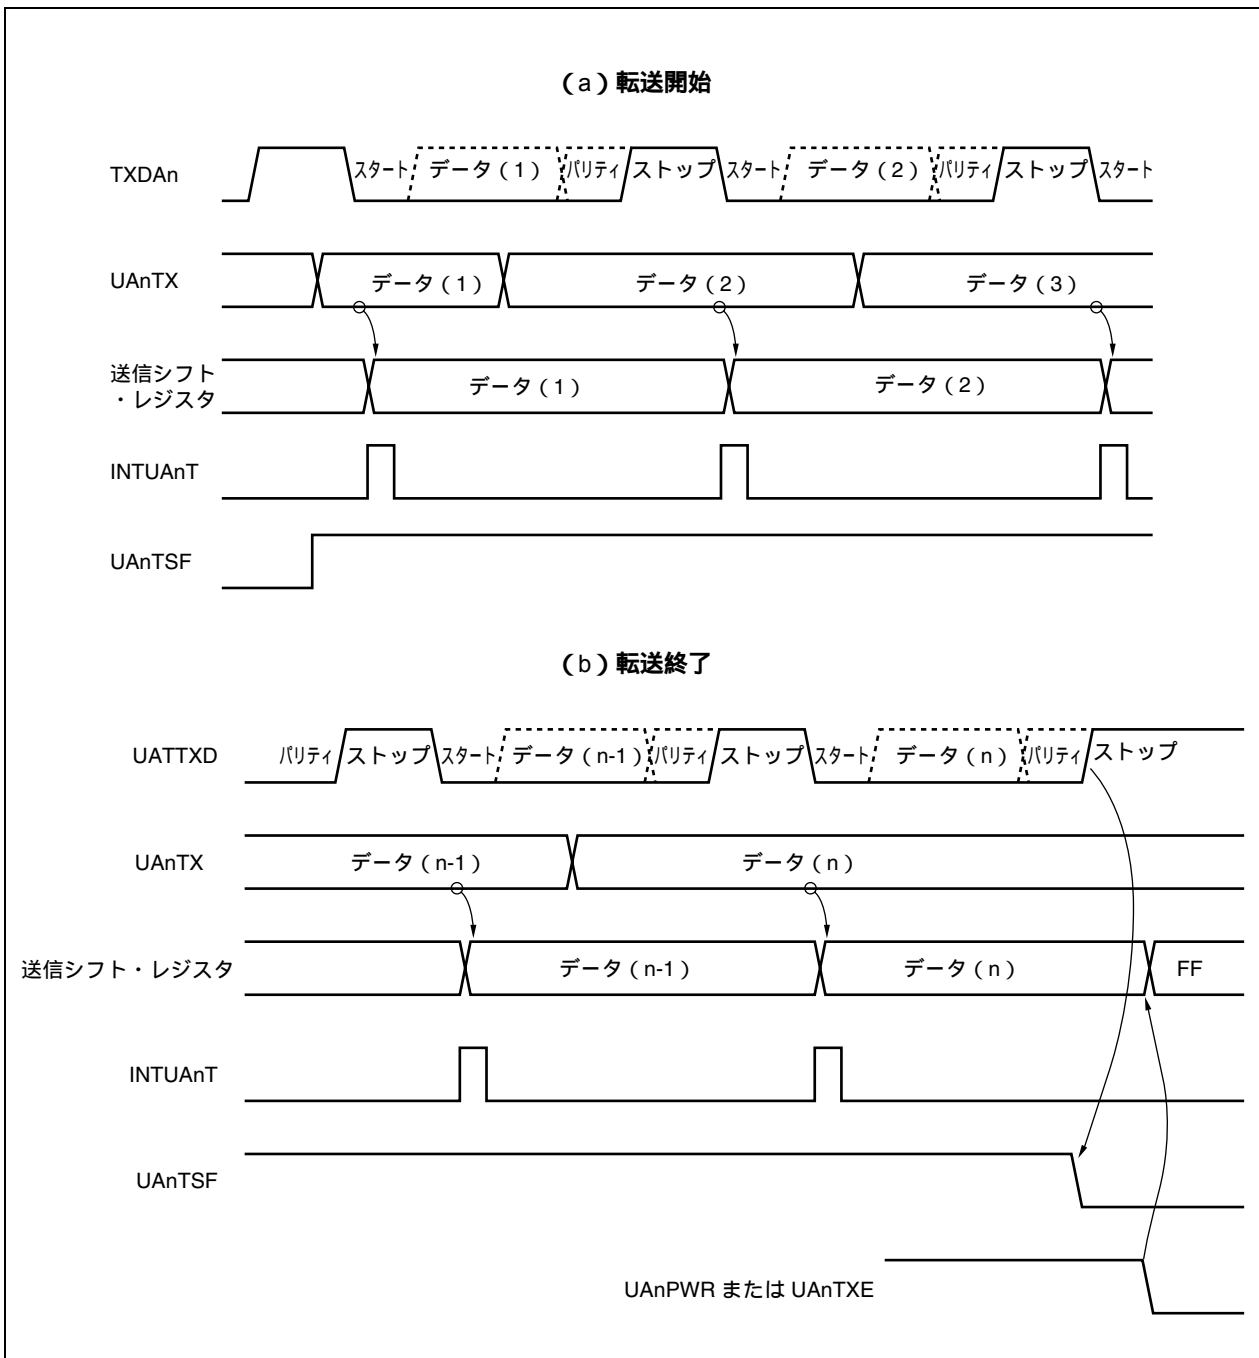 （a）転送開始
TXDAn
スタート データ（1） パリティ ストップ スタート データ（2） パリティ ストップ スタート
UAnTX
データ（1） データ（2） データ（3）
送信シフト
・レジスタ
データ（1） データ（2）
INTUAnT
UAnTSF
（b）転送終了
UATTXD
パリティ ストップ スタート データ（n-1） パリティ ストップ スタート データ（n） パリティ ストップ
UAnTX
データ（n-1） データ（n）
送信シフト・レジスタ
データ（n-1） データ（n） FF
INTUAnT
UAnTSF
UAnPWR または UAnTXE